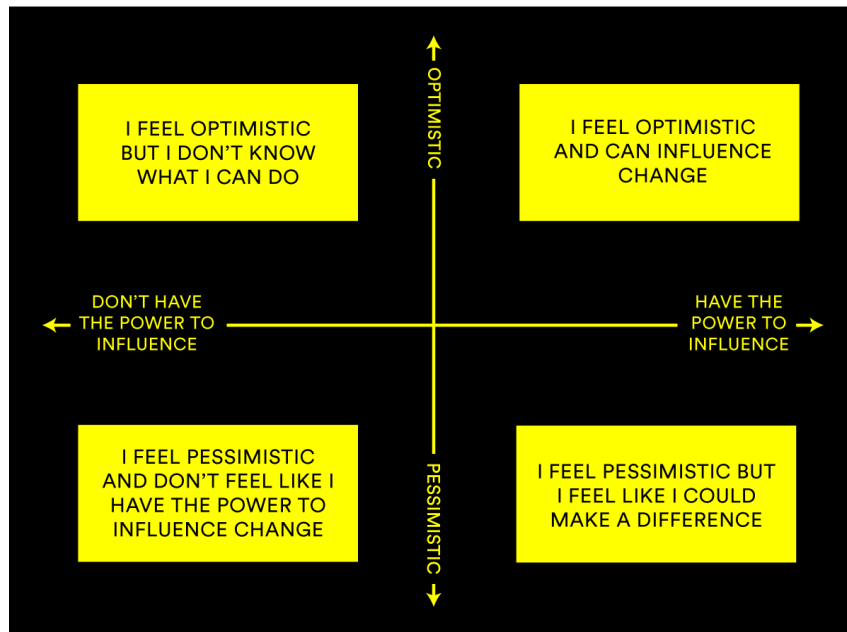 OPTIMISTIC
I FEEL OPTIMISTIC
BUT I DON'T KNOW
WHAT I CAN DO
I FEEL OPTIMISTIC
AND CAN INFLUENCE
CHANGE
DON'T HAVE
THE POWER TO
INFLUENCE
HAVE THE
POWER TO
INFLUENCE
I FEEL PESSIMISTIC
AND DON'T FEEL LIKE I
HAVE THE POWER TO
INFLUENCE CHANGE
PESSIMISTIC
I FEEL PESSIMISTIC BUT
I FEEL LIKE I COULD
MAKE A DIFFERENCE